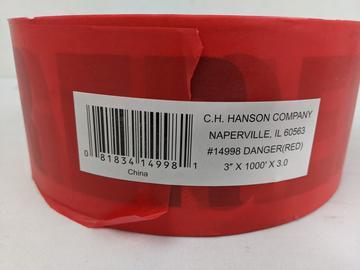 C.H. HANSON COMPANY
NAPERVILLE, IL 60563
#14998 DANGER(RED)
3" X 1000' X 3.0
0 81834 14998 1
China